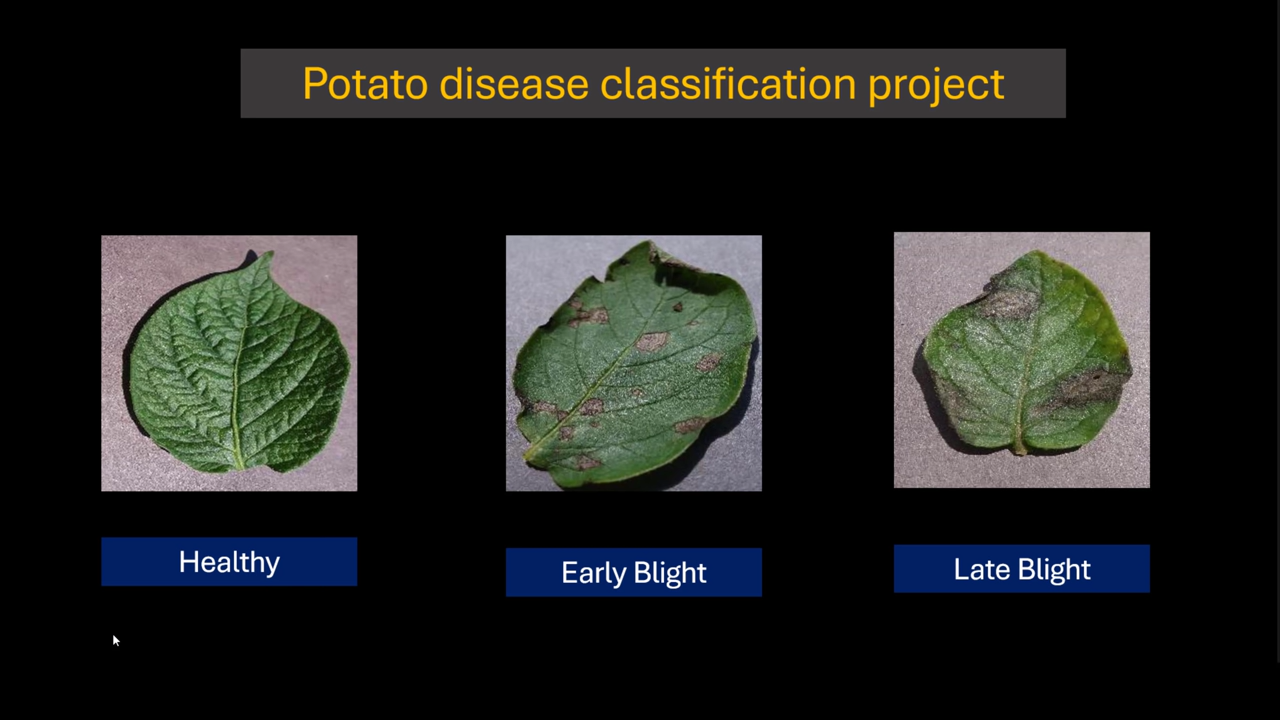 Potato disease classification project
Healthy
Early Blight
Late Blight